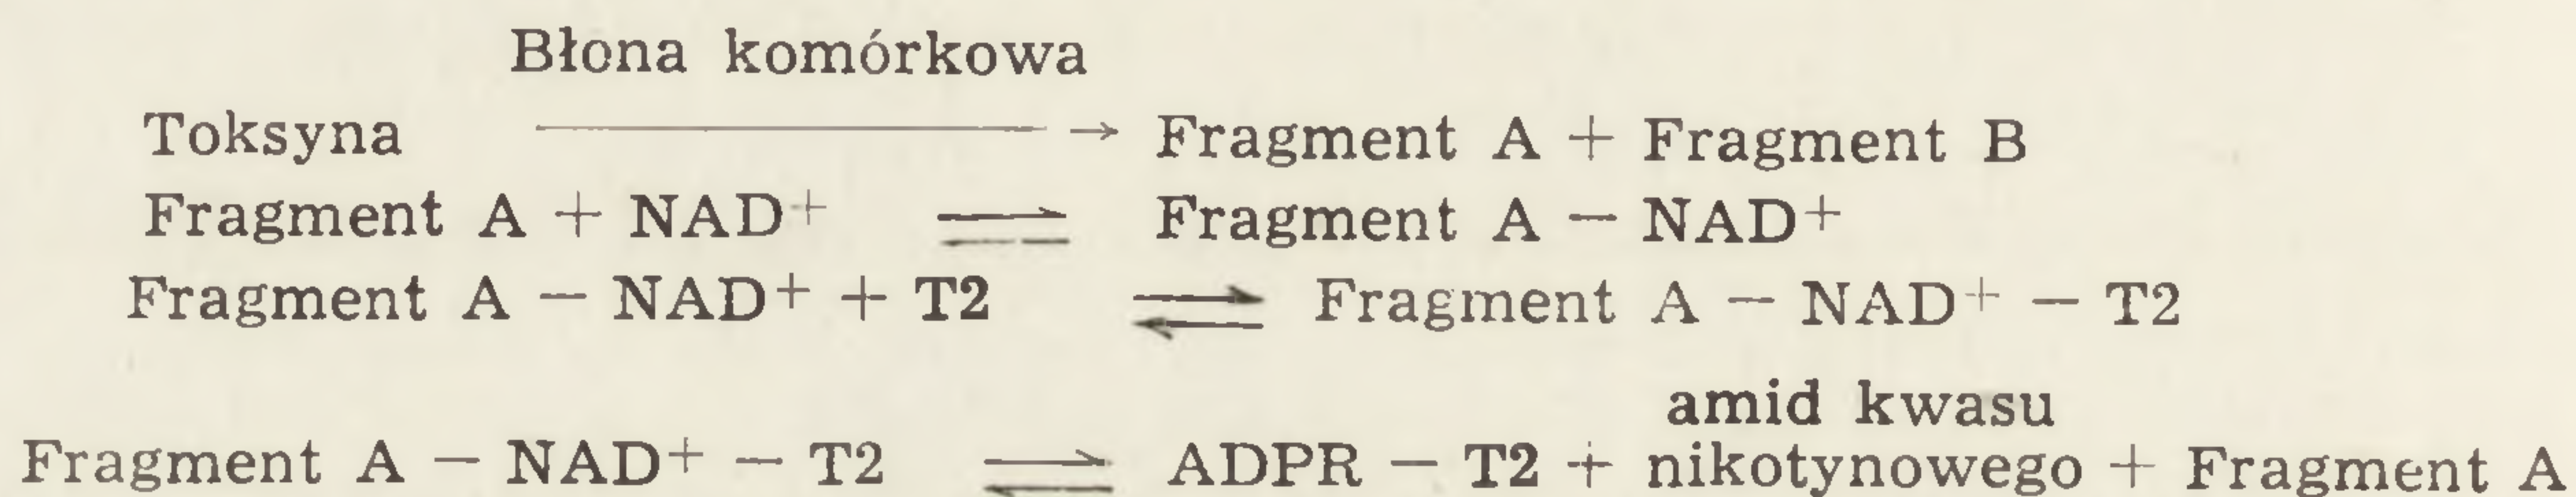 Błona komórkowa
Toksyna → Fragment A + Fragment B
Fragment A + NAD⁺ ⇌ Fragment A — NAD⁺
Fragment A — NAD⁺ + T2 ⇌ Fragment A — NAD⁺ — T2
amid kwasu
Fragment A — NAD⁺ — T2 ⇌ ADPR — T2 + nikotynowego + Fragment A